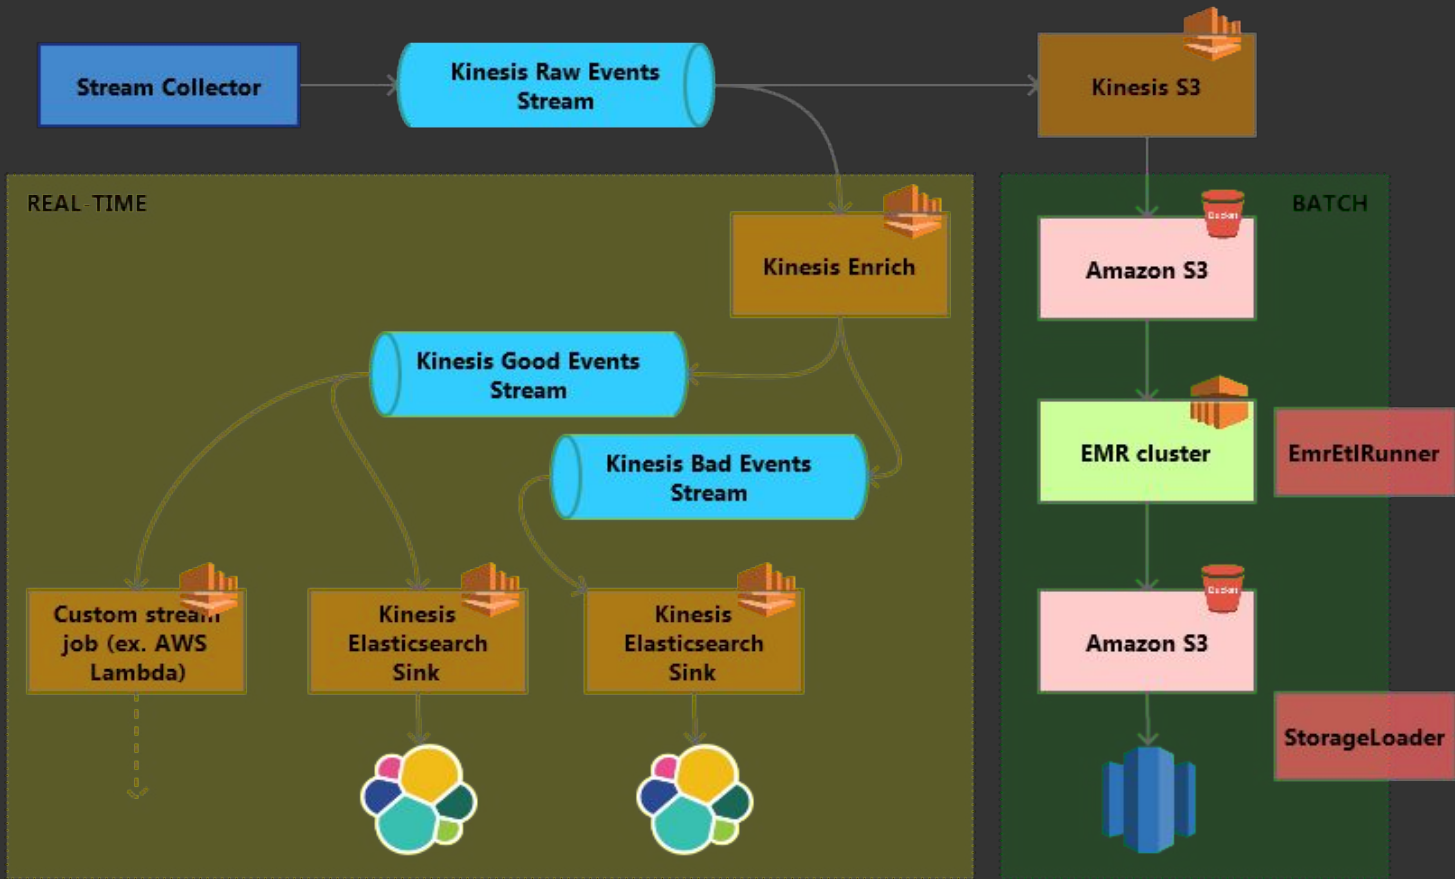 Stream Collector
Kinesis Raw Events
Stream
Kinesis S3
REAL-TIME
BATCH
Kinesis Enrich
Amazon S3
Kinesis Good Events
Stream
Kinesis Bad Events
Stream
EMR cluster
EmrEtlRunner
Custom stream
job (ex. AWS
Lambda)
Kinesis
Elasticsearch
Sink
Kinesis
Elasticsearch
Sink
Amazon S3
StorageLoader